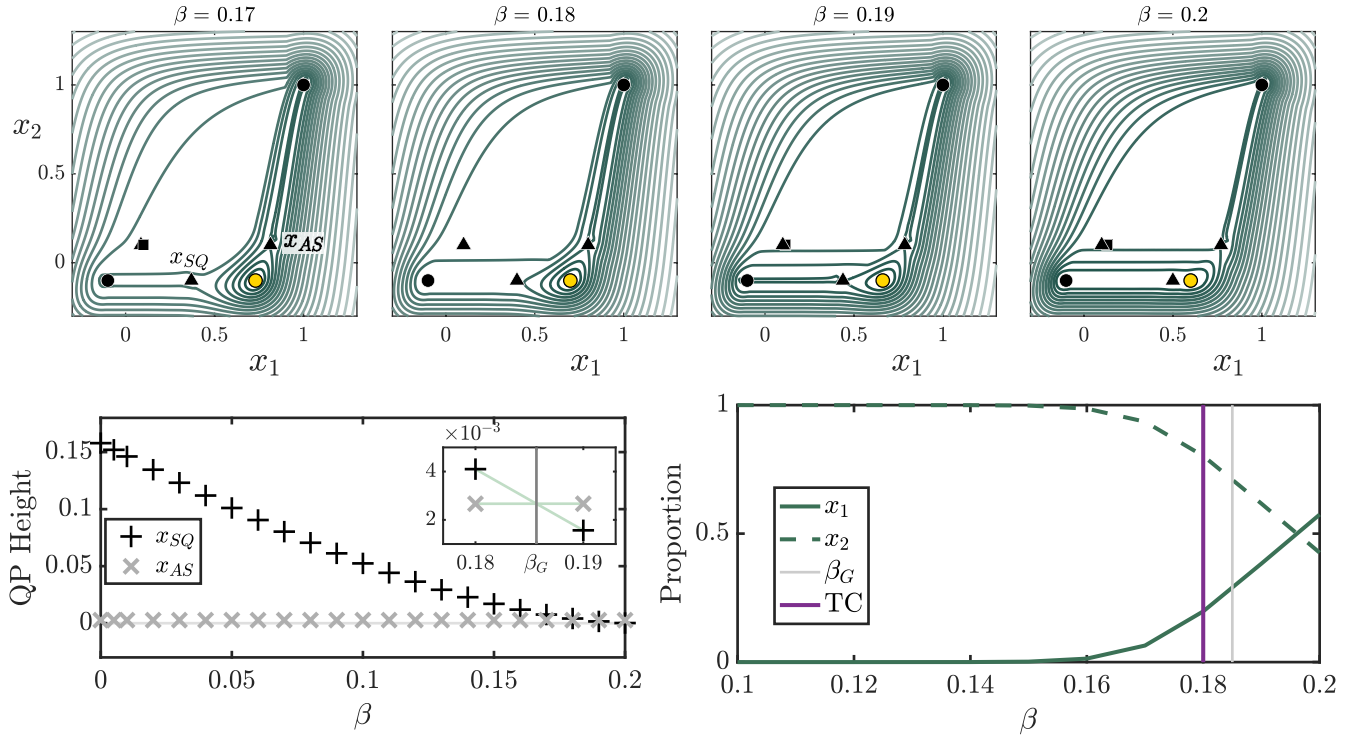 β = 0.17
β = 0.18
β = 0.19
β = 0.2
x₂
1
0.5
0
x_AS
x_SQ
0 0.5 1
0 0.5 1
0 0.5 1
0 0.5 1
x₁
x₁
x₁
x₁
QP Height
0.15
0.1
0.05
0
x_SQ
x_AS
×10⁻³
4
2
0.18 β_G 0.19
0 0.05 0.1 0.15 0.2
β
Proportion
1
0.5
0
x₁
x₂
β_G
TC
0.1 0.12 0.14 0.16 0.18 0.2
β